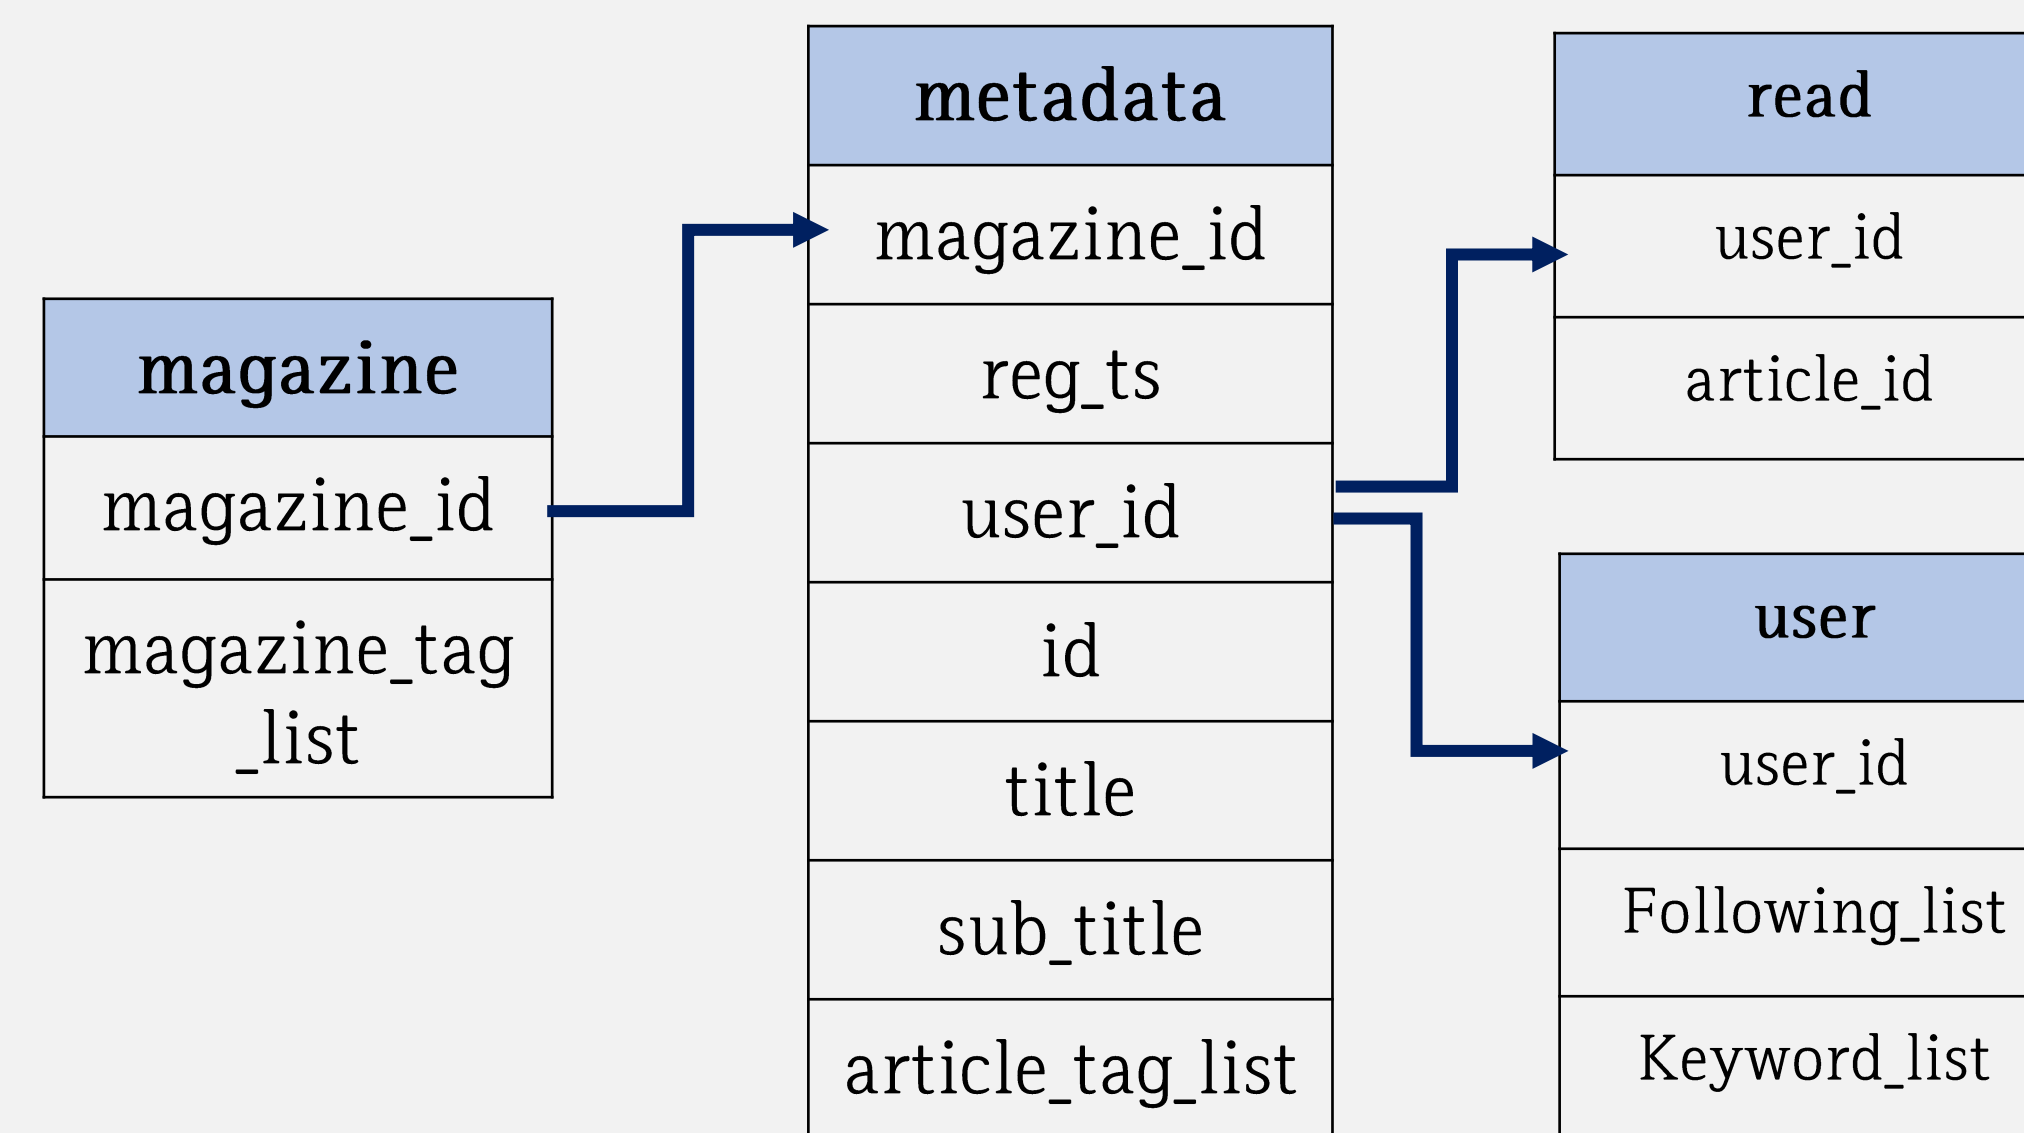 magazine
magazine_id
magazine_tag
_list
metadata
magazine_id
reg_ts
user_id
id
title
sub_title
article_tag_list
read
user_id
article_id
user
user_id
Following_list
Keyword_list